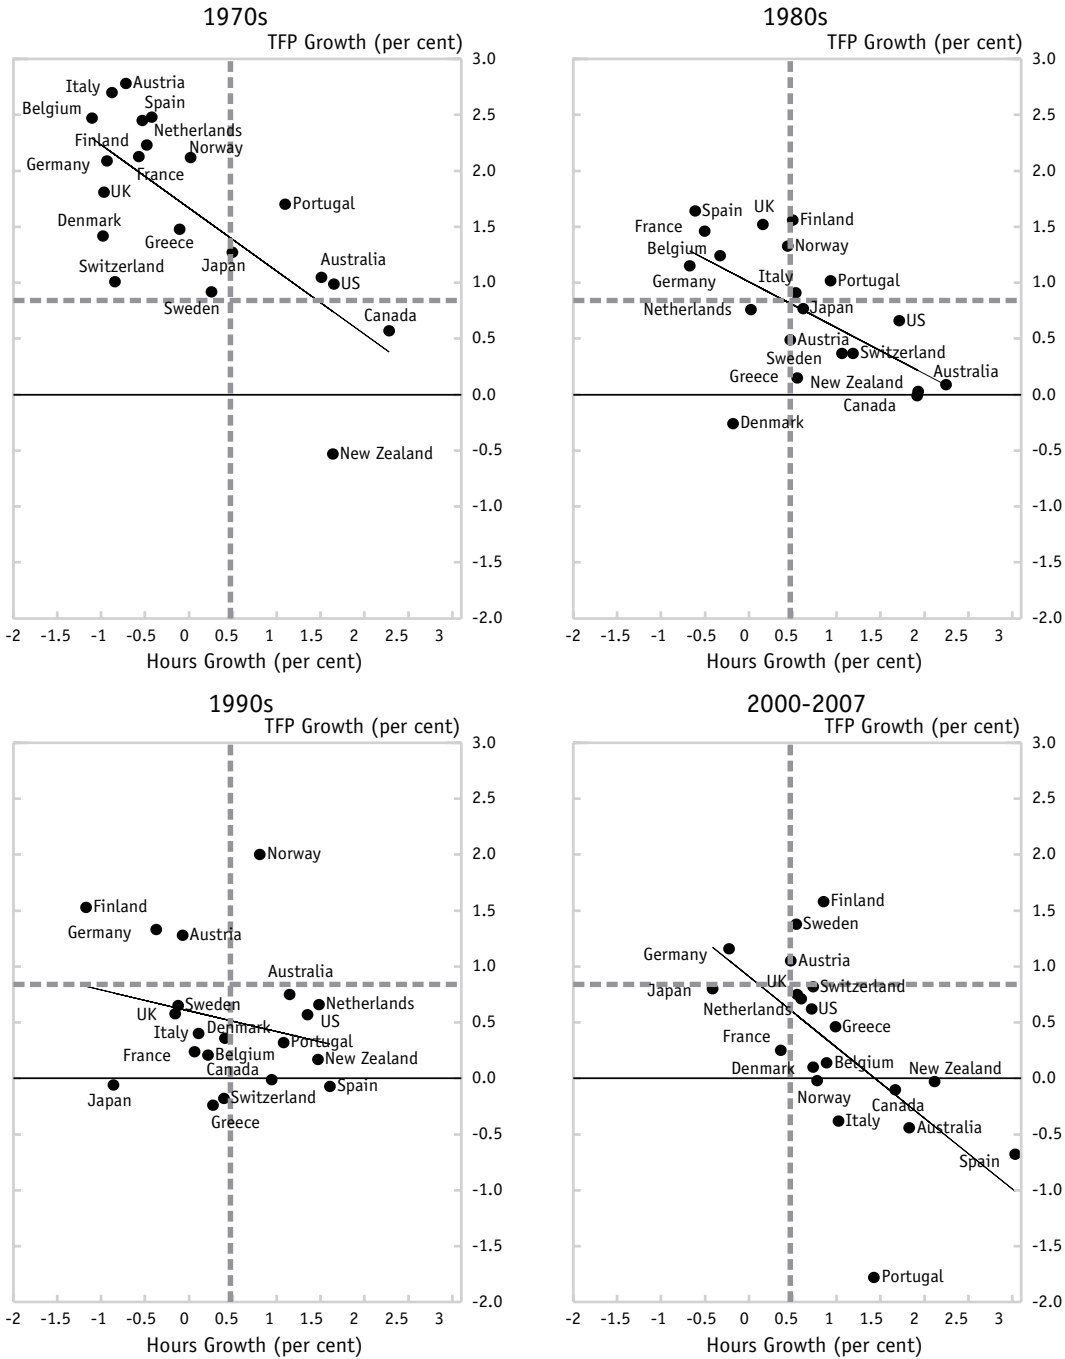 1970s
TFP Growth (per cent)
3.0
Italy Austria
Belgium Spain
2.5
Netherlands
Finland Norway
Germany France
2.0
UK
Portugal
Denmark
1.5
Greece
Switzerland Japan Australia
US
1.0
Sweden
Canada
0.5
0.0
New Zealand
-0.5
-1.0
-1.5
-2.0
-2 -1.5 -1 -0.5 0 0.5 1 1.5 2 2.5 3
Hours Growth (per cent)
1980s
TFP Growth (per cent)
3.0
2.5
2.0
Spain UK
Finland
1.5
France
Belgium Norway
Germany Italy Portugal
1.0
Netherlands Japan
US
0.5
Austria
Sweden Switzerland
Greece New Zealand Australia
0.0
Canada
Denmark
-0.5
-1.0
-1.5
-2.0
-2 -1.5 -1 -0.5 0 0.5 1 1.5 2 2.5 3
Hours Growth (per cent)
1990s
TFP Growth (per cent)
3.0
2.5
2.0
Norway
Finland
1.5
Germany Austria
Australia
1.0
Sweden Netherlands
UK US
0.5
Italy Denmark
Portugal
France Belgium New Zealand
Canada
0.0
Japan Switzerland Spain
Greece
-0.5
-1.0
-1.5
-2.0
-2 -1.5 -1 -0.5 0 0.5 1 1.5 2 2.5 3
Hours Growth (per cent)
2000-2007
TFP Growth (per cent)
3.0
2.5
2.0
Finland
1.5
Sweden
Germany Austria
1.0
UK Switzerland
Japan
Netherlands US
0.5
Greece
France
Denmark Belgium New Zealand
0.0
Norway Canada
Italy Australia
-0.5
Spain
-1.0
-1.5
Portugal
-2.0
-2 -1.5 -1 -0.5 0 0.5 1 1.5 2 2.5 3
Hours Growth (per cent)